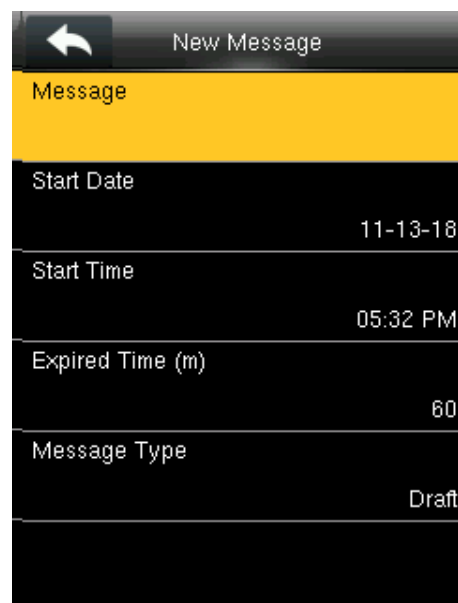 New Message
Message
Start Date
11-13-18
Start Time
05:32 PM
Expired Time (m)
60
Message Type
Draft